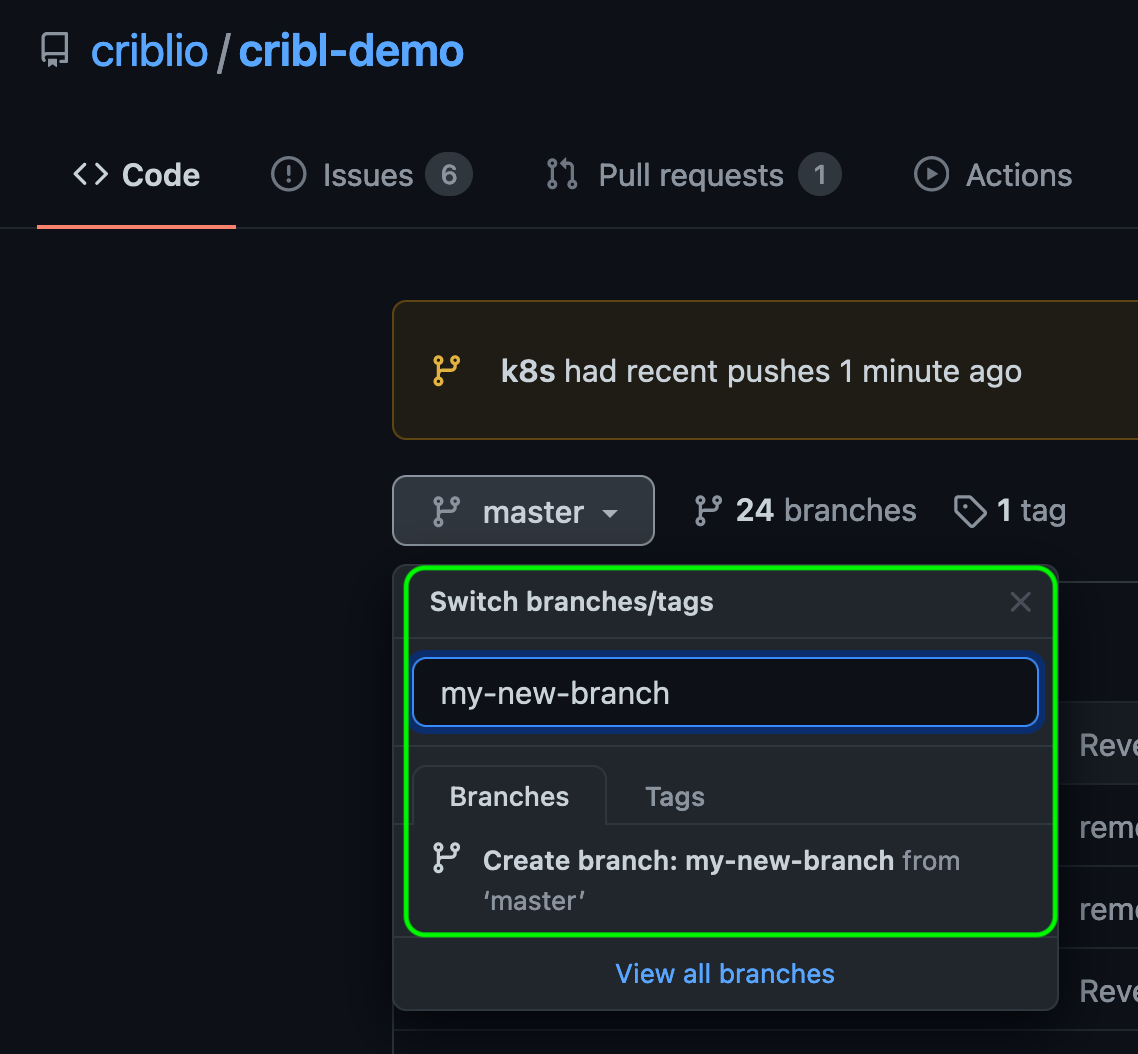 criblio / cribl-demo
Code Issues 6 Pull requests 1 Actions
k8s had recent pushes 1 minute ago
master 24 branches 1 tag
Switch branches/tags
my-new-branch
Reve
Branches Tags
reme
Create branch: my-new-branch from
‘master’
reme
View all branches
Reve